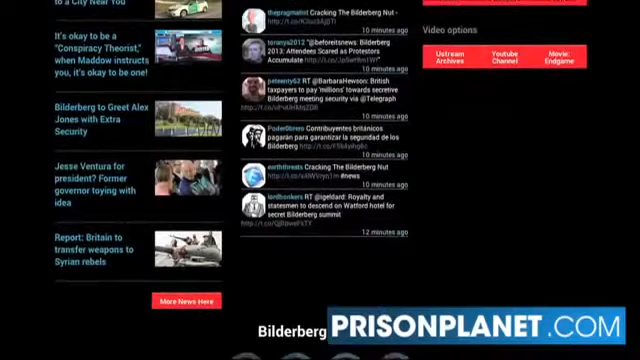 to a City Near You
It's okay to be a
"Conspiracy Theorist,"
when Maddow instructs
you, it's okay to be one!
Bilderberg to Greet Alex
Jones with Extra
Security
Jesse Ventura for
president? Former
governor toying with
idea
Report: Britain to
transfer weapons to
Syrian rebels
More News Here
thepragmatist Cracking The Bilderberg Nut -
10 minutes ago
toranys2012 "@beforeitsnews: Bilderberg
2013: Attendees Scared as Protestors
Accumulate
10 minutes ago
RT @BarbaraHewson: British
taxpayers to pay 'millions' towards secretive
Bilderberg meeting security via @Telegraph
10 minutes ago
Contribuyentes británicos
pagarán para garantizar la seguridad de los
Bilderberg
10 minutes ago
earththreats Cracking The Bilderberg Nut
#news
10 minutes ago
lordbonkers RT @igeldard: Royalty and
statesmen to descend on Watford hotel for
secret Bilderberg summit
12 minutes ago
Video options
Ustream
Archives
Youtube
Channel
Movie:
Endgame
Bilderberg
PRISONPLANET.COM